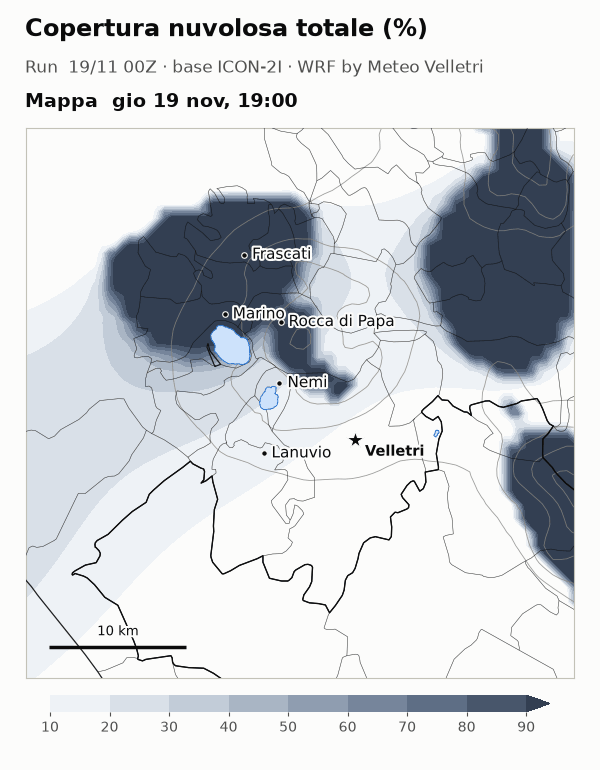 Copertura nuvolosa totale (%)
Run  19/11 00Z · base ICON-2I · WRF by Meteo Velletri
Mappa  gio 19 nov, 19:00
Frascati
Marino
Rocca di Papa
Nemi
Velletri
Lanuvio
10 km
10 20 30 40 50 60 70 80 90